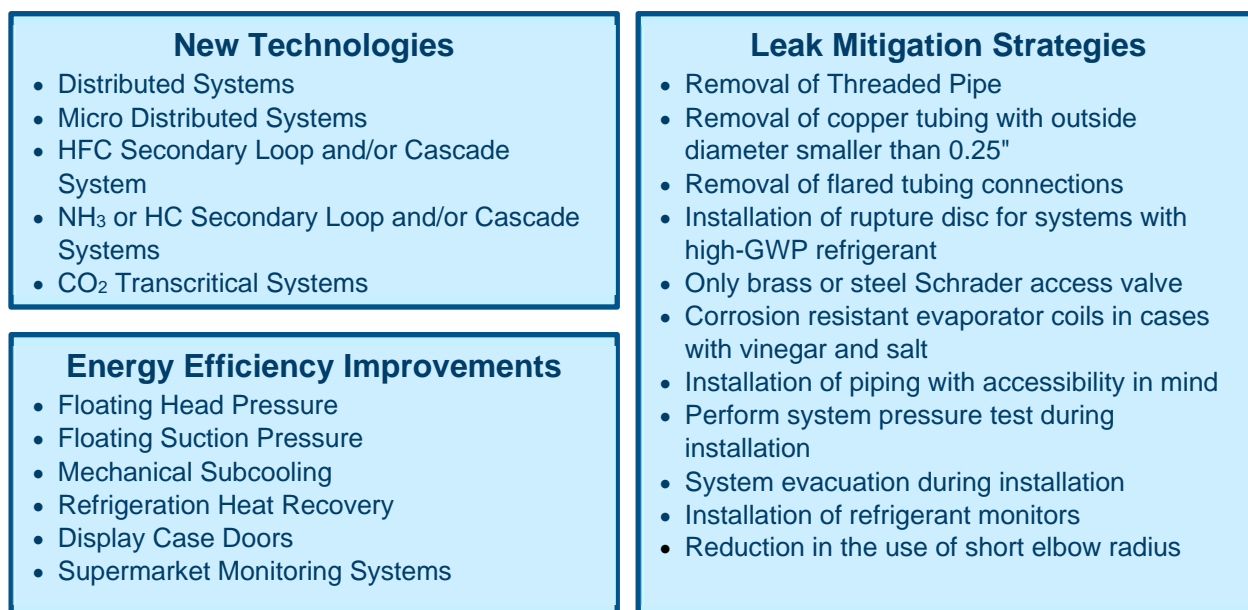 New Technologies
• Distributed Systems
• Micro Distributed Systems
• HFC Secondary Loop and/or Cascade
System
• NH₃ or HC Secondary Loop and/or Cascade
Systems
• CO₂ Transcritical Systems
Energy Efficiency Improvements
• Floating Head Pressure
• Floating Suction Pressure
• Mechanical Subcooling
• Refrigeration Heat Recovery
• Display Case Doors
• Supermarket Monitoring Systems
Leak Mitigation Strategies
• Removal of Threaded Pipe
• Removal of copper tubing with outside
diameter smaller than 0.25"
• Removal of flared tubing connections
• Installation of rupture disc for systems with
high-GWP refrigerant
• Only brass or steel Schrader access valve
• Corrosion resistant evaporator coils in cases
with vinegar and salt
• Installation of piping with accessibility in mind
• Perform system pressure test during
installation
• System evacuation during installation
• Installation of refrigerant monitors
• Reduction in the use of short elbow radius